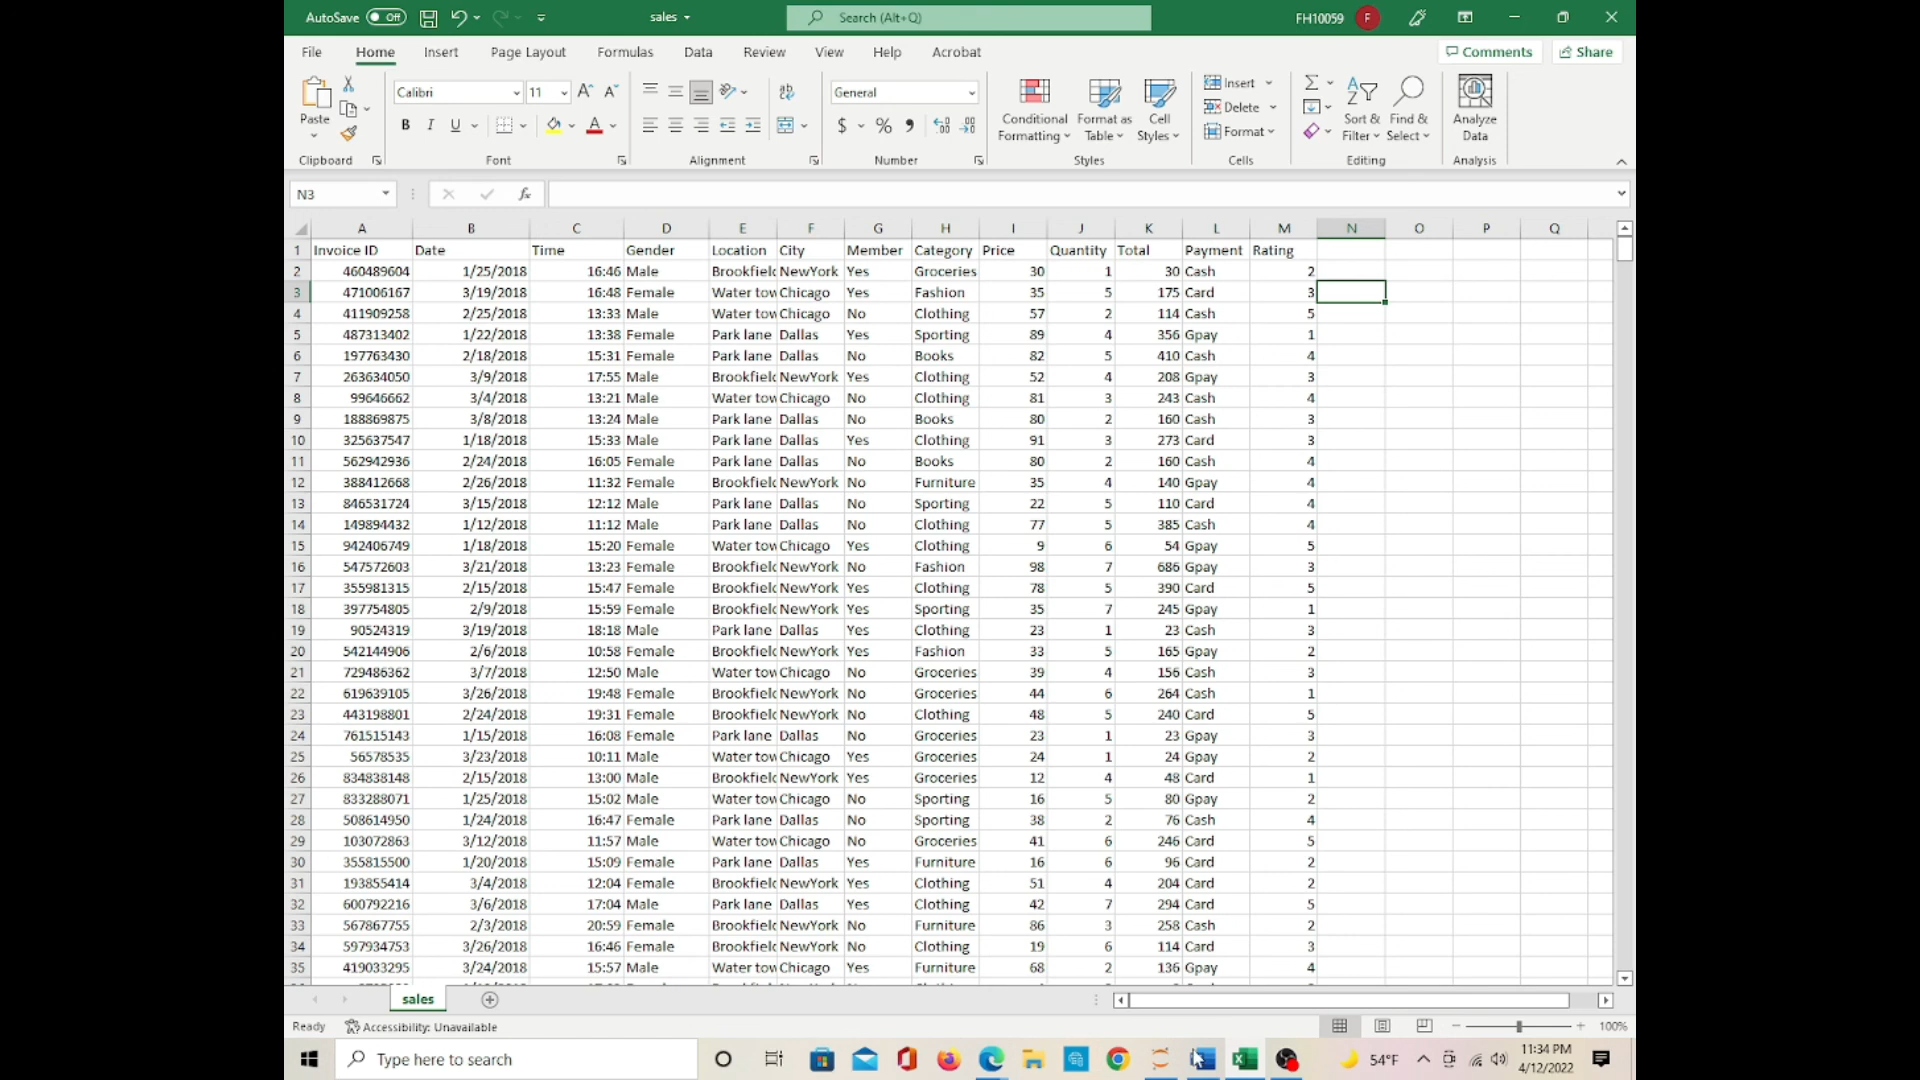 AutoSave Off sales Search (Alt+Q) FH10059 F
File Home Insert Page Layout Formulas Data Review View Help Acrobat Comments Share
Paste Calibri 11 General Conditional Formatting Format as Table Cell Styles Insert Delete Format Sort & Filter Find & Select Analyze Data
B I U $ % 9
Clipboard Font Alignment Number Styles Cells Editing Analysis
N3 fx
A B C D E F G H I J K L M N O P Q
1 Invoice ID Date Time Gender Location City Member Category Price Quantity Total Payment Rating
2 460489604 1/25/2018 16:46 Male Brookfield NewYork Yes Groceries 30 1 30 Cash 2
3 471006167 3/19/2018 16:48 Female Water tow Chicago Yes Fashion 35 5 175 Card 3
4 411909258 2/25/2018 13:33 Male Water tow Chicago No Clothing 57 2 114 Cash 5
5 487313402 1/22/2018 13:38 Female Park lane Dallas Yes Sporting 89 4 356 Gpay 1
6 197763430 2/18/2018 15:31 Female Park lane Dallas No Books 82 5 410 Cash 4
7 263634050 3/9/2018 17:55 Male Brookfield NewYork Yes Clothing 52 4 208 Gpay 3
8 99646662 3/4/2018 13:21 Male Water tow Chicago No Clothing 81 3 243 Cash 4
9 188869875 3/8/2018 13:24 Male Park lane Dallas No Books 80 2 160 Cash 3
10 325637547 1/18/2018 15:33 Male Park lane Dallas Yes Clothing 91 3 273 Card 3
11 562942936 2/24/2018 16:05 Female Park lane Dallas No Books 80 2 160 Cash 4
12 388412668 2/26/2018 11:32 Female Brookfield NewYork No Furniture 35 4 140 Gpay 4
13 846531724 3/15/2018 12:12 Male Park lane Dallas No Sporting 22 5 110 Card 4
14 149894432 1/12/2018 11:12 Male Park lane Dallas No Clothing 77 5 385 Cash 4
15 942406749 1/18/2018 15:20 Female Water tow Chicago Yes Clothing 9 6 54 Gpay 5
16 547572603 3/21/2018 13:23 Female Brookfield NewYork No Fashion 98 7 686 Gpay 3
17 355981315 2/15/2018 15:47 Female Brookfield NewYork Yes Clothing 78 5 390 Card 5
18 397754805 2/9/2018 15:59 Female Brookfield NewYork Yes Sporting 35 7 245 Gpay 1
19 90524319 3/19/2018 18:18 Male Park lane Dallas Yes Clothing 23 1 23 Cash 3
20 542144906 2/6/2018 10:58 Female Brookfield NewYork Yes Fashion 33 5 165 Gpay 2
21 729486362 3/7/2018 12:50 Male Water tow Chicago No Groceries 39 4 156 Cash 3
22 619639105 3/26/2018 19:48 Female Brookfield NewYork No Groceries 44 6 264 Cash 1
23 443198801 2/24/2018 19:31 Female Brookfield NewYork No Clothing 48 5 240 Card 5
24 761515143 1/15/2018 16:08 Female Park lane Dallas No Groceries 23 1 23 Gpay 3
25 56578535 3/23/2018 10:11 Male Water tow Chicago Yes Groceries 24 1 24 Gpay 2
26 834838148 2/15/2018 13:00 Male Brookfield NewYork Yes Groceries 12 4 48 Card 1
27 833288071 1/25/2018 15:02 Male Water tow Chicago No Sporting 16 5 80 Gpay 2
28 508614950 1/24/2018 16:47 Female Park lane Dallas No Sporting 38 2 76 Cash 4
29 103072863 3/12/2018 11:57 Male Water tow Chicago No Groceries 41 6 246 Card 5
30 355815500 1/20/2018 15:09 Female Park lane Dallas Yes Furniture 16 6 96 Card 2
31 193855414 3/4/2018 12:04 Female Brookfield NewYork Yes Clothing 51 4 204 Card 2
32 600792216 3/6/2018 17:04 Male Park lane Dallas Yes Clothing 42 7 294 Card 5
33 567867755 2/3/2018 20:59 Female Brookfield NewYork No Furniture 86 3 258 Cash 2
34 597934753 3/26/2018 16:46 Female Brookfield NewYork No Clothing 19 6 114 Card 3
35 419033295 3/24/2018 15:57 Male Water tow Chicago Yes Furniture 68 2 136 Gpay 4
sales
Ready Accessibility: Unavailable 100%
Type here to search 54°F 11:34 PM
4/12/2022